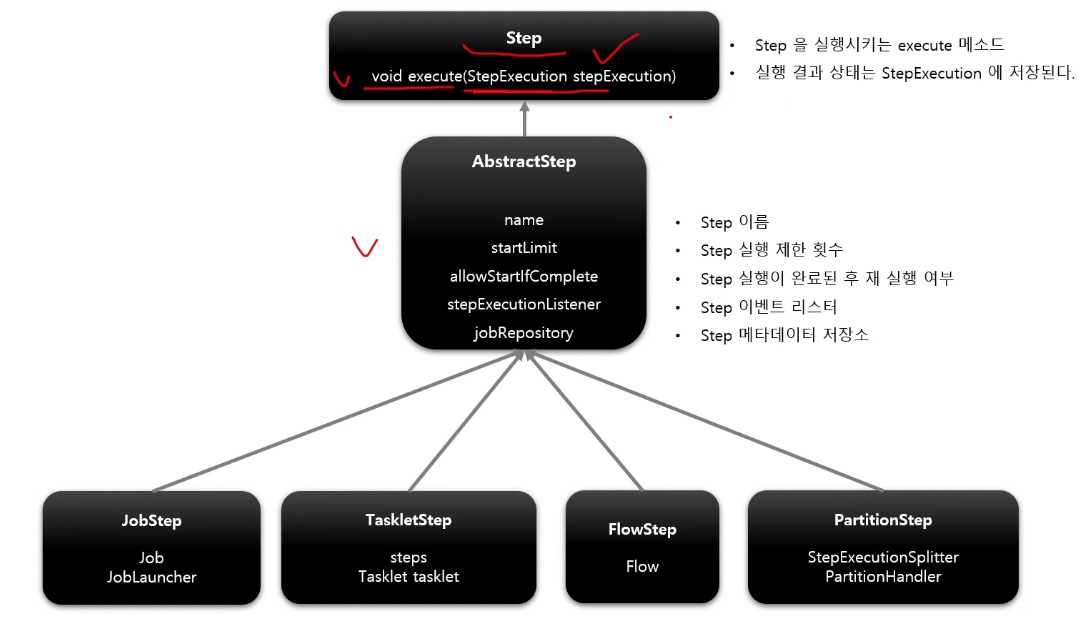 Step
void execute(StepExecution stepExecution)
• Step 을 실행시키는 execute 메소드
• 실행 결과 상태는 StepExecution 에 저장된다.
AbstractStep
name
startLimit
allowStartIfComplete
stepExecutionListener
jobRepository
• Step 이름
• Step 실행 제한 횟수
• Step 실행이 완료된 후 재 실행 여부
• Step 이벤트 리스터
• Step 메타데이터 저장소
JobStep
Job
JobLauncher
TaskletStep
steps
Tasklet tasklet
FlowStep
Flow
PartitionStep
StepExecutionSplitter
PartitionHandler